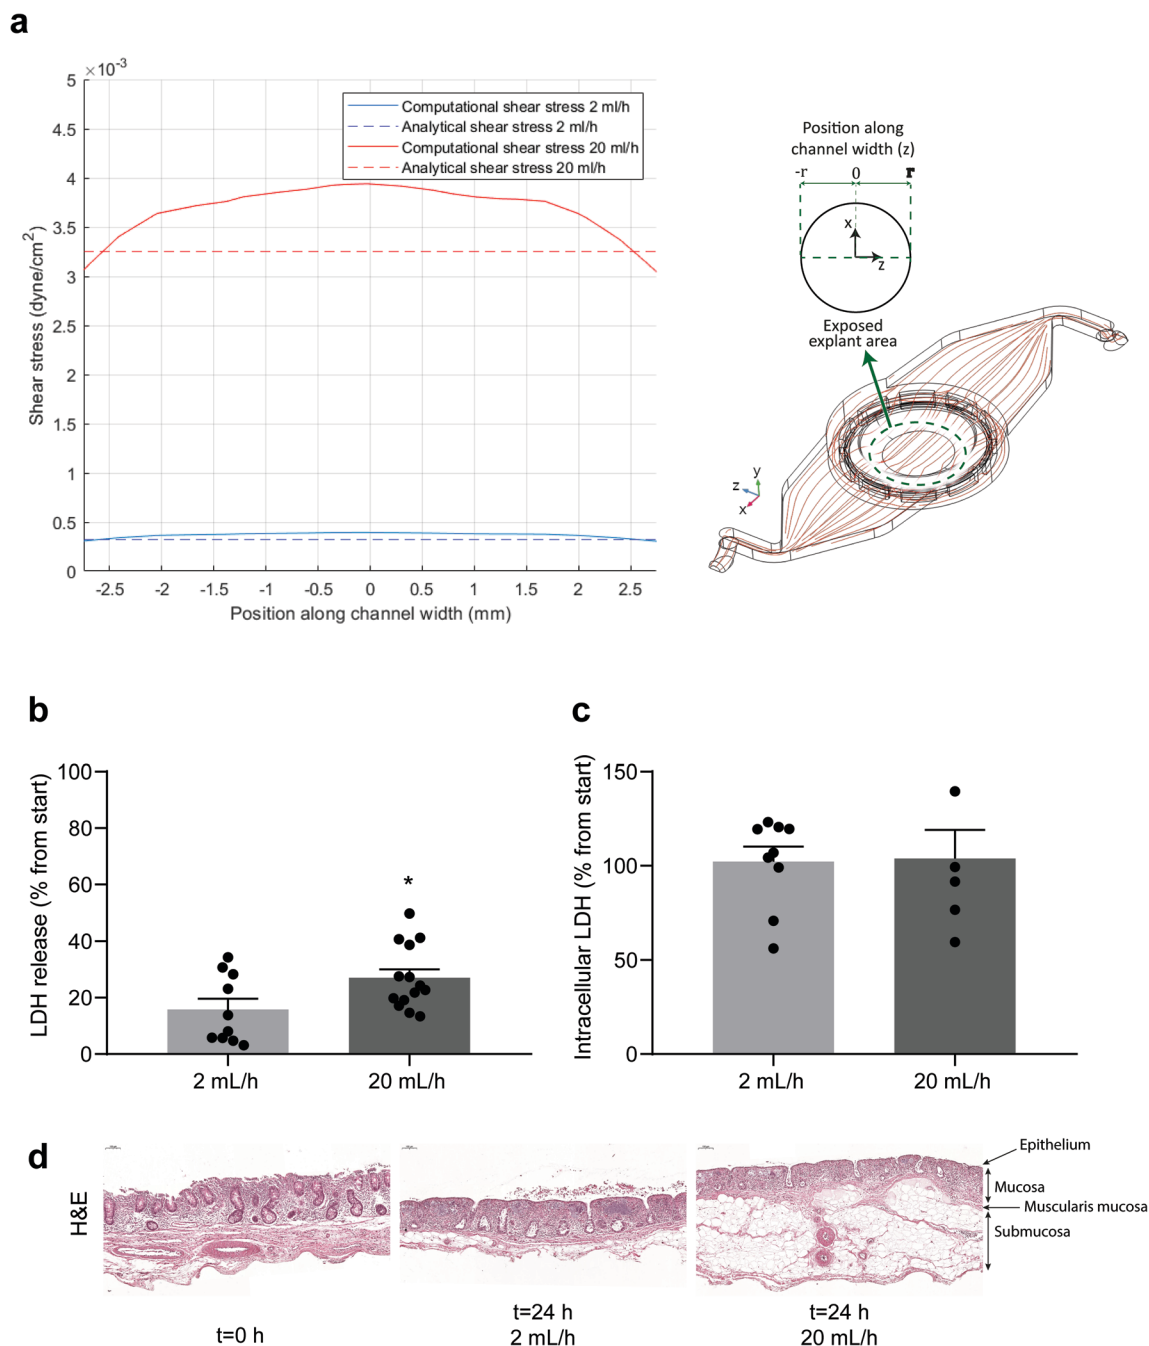 a
×10-3
5
4.5
4
3.5
3
2.5
2
1.5
1
0.5
0
Shear stress (dyne/cm2)
Computational shear stress 2 ml/h
Analytical shear stress 2 ml/h
Computational shear stress 20 ml/h
Analytical shear stress 20 ml/h
-2.5 -2 -1.5 -1 -0.5 0 0.5 1 1.5 2 2.5
Position along channel width (mm)
Position along
channel width (z)
-r 0 r
x
z
Exposed
explant area
y
z
x
b
LDH release (% from start)
100
80
60
40
20
0
*
2 mL/h 20 mL/h
c
Intracellular LDH (% from start)
150
100
50
0
2 mL/h 20 mL/h
d
H&E
Epithelium
Mucosa
Muscularis mucosa
Submucosa
t=0 h
t=24 h
2 mL/h
t=24 h
20 mL/h